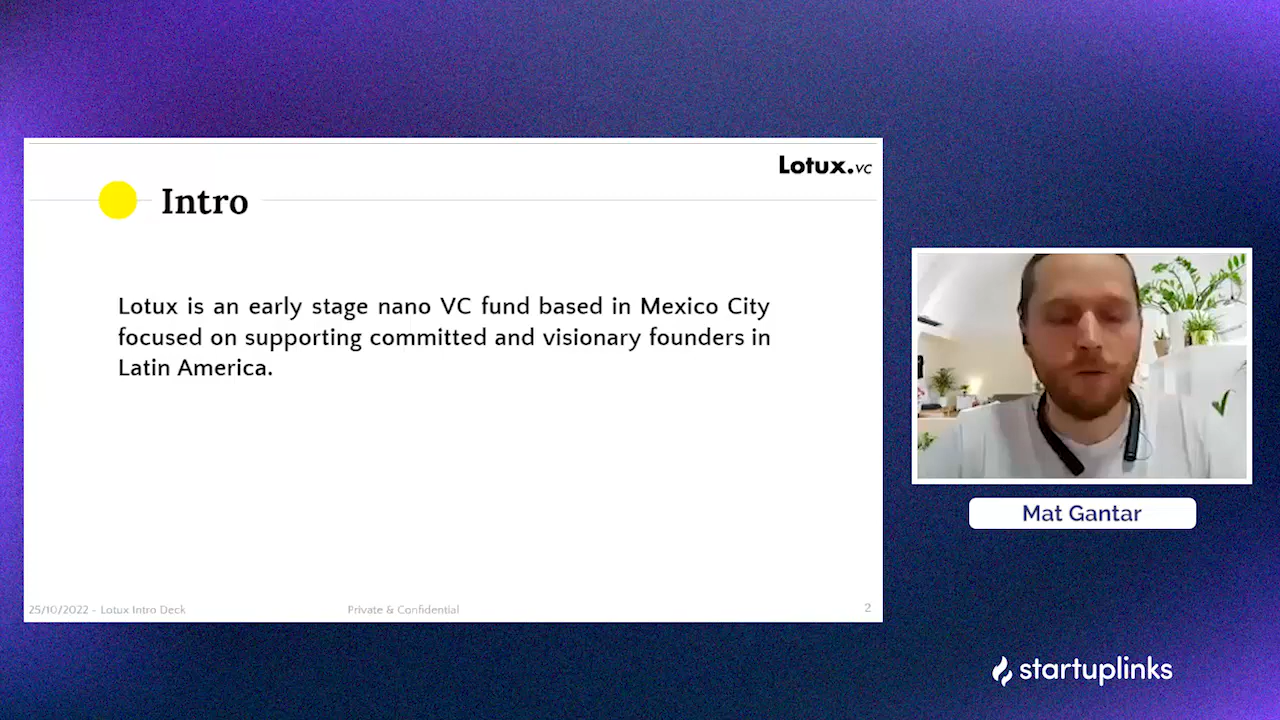 Lotux.vc
Intro
Lotux is an early stage nano VC fund based in Mexico City
focused on supporting committed and visionary founders in
Latin America.
25/10/2022 - Lotux Intro Deck
Private & Confidential
2
Mat Gantar
startuplinks